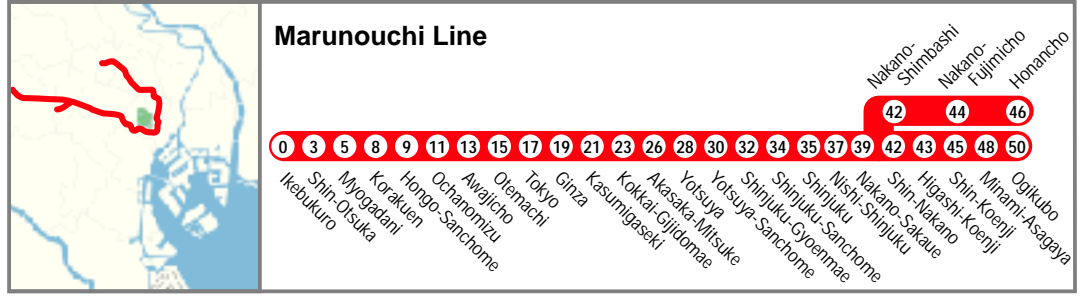 Marunouchi Line
Nakano-
Shimbashi
Nakano-
Fujimicho
Honancho
42 44 46
0 3 5 8 9 11 13 15 17 19 21 23 26 28 30 32 34 35 37 39 42 43 45 48 50
Ikebukuro
Shin-Otsuka
Myogadani
Korakuen
Hongo-Sanchome
Ochanomizu
Awajicho
Otemachi
Tokyo
Ginza
Kasumigaseki
Kokkai-Gijidomae
Akasaka-Mitsuke
Yotsuya
Yotsuya-Sanchome
Shinjuku-Gyoenmae
Shinjuku-Sanchome
Shinjuku
Nishi-Shinjuku
Nakano-Sakaue
Shin-Nakano
Higashi-Koenji
Shin-Koenji
Minami-Asagaya
Ogikubo